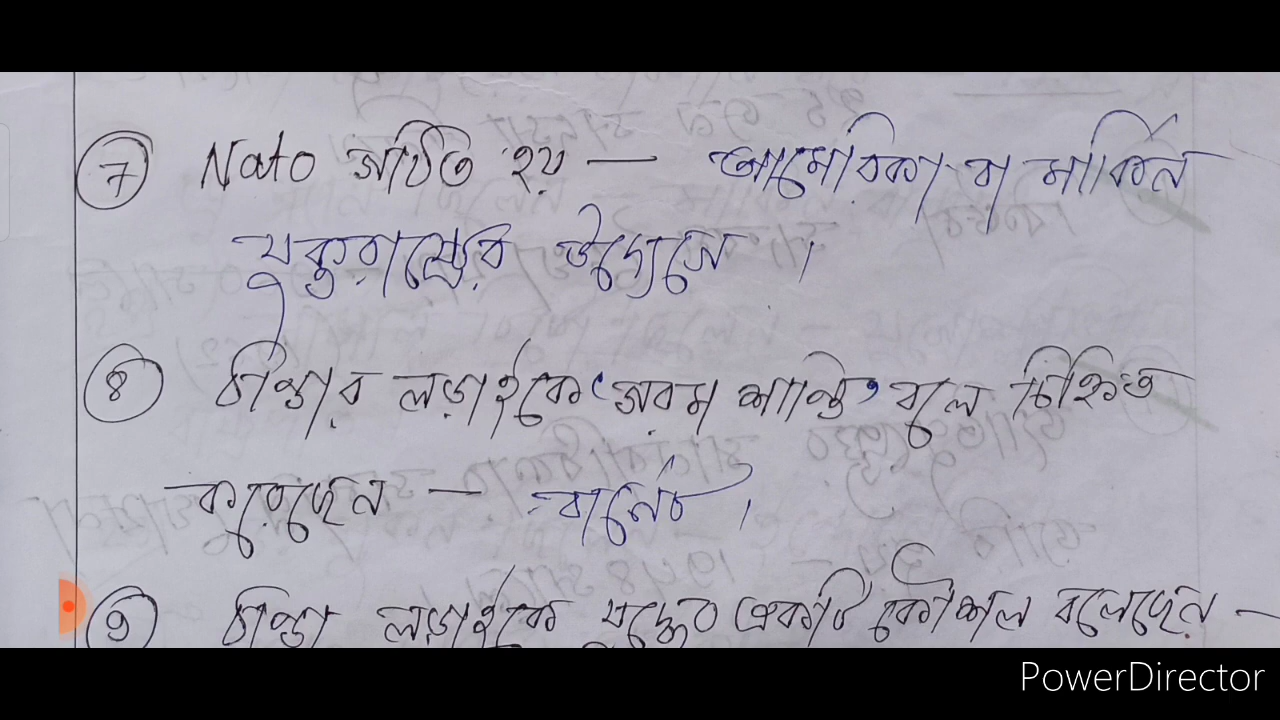 7 Nato গঠিত হয় — আমেরিকা বা মার্কিন
যুক্তরাষ্ট্রের উদ্যোগে ।
8 ঠান্ডার লড়াইকে 'গরম শান্তি' বলে চিহ্নিত
করেছেন — বার্নেট ।
9 ঠান্ডা লড়াইকে যুদ্ধের একটি কৌশল বলেছেন —
PowerDirector